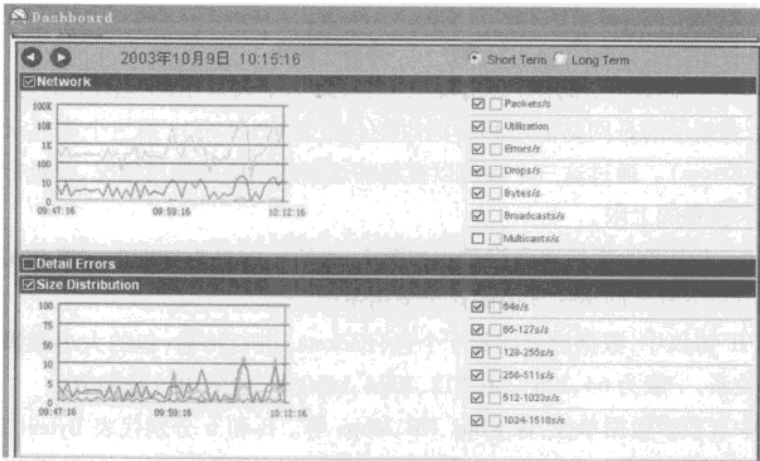 Dashboard
2003年10月9日 10:15:16
Short Term Long Term
Network
100K
10K
1K
100
10
0
09:47:16 09:59:16 10:12:16
Packets/s
Utilization
Errors/s
Drops/s
Bytes/s
Broadcasts/s
Multicasts/s
Detail Errors
Size Distribution
100
75
50
10
5
0
09:47:16 09:59:16 10:12:16
64s/s
65-127s/s
128-255s/s
256-511s/s
512-1023s/s
1024-1518s/s